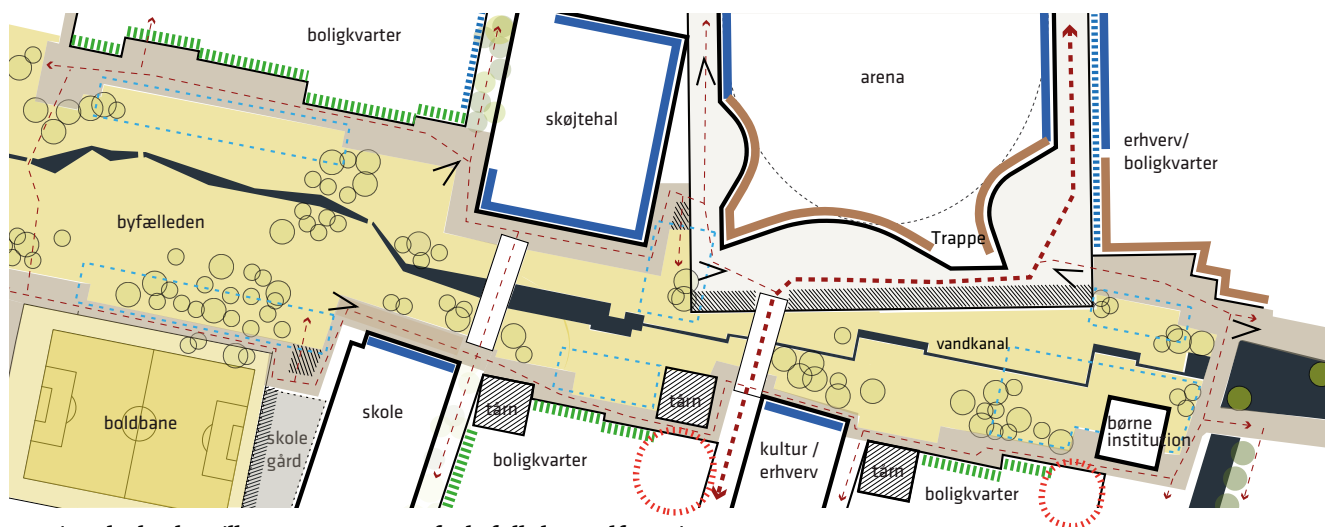 boligkvarter
skøjtehal
arena
erhverv/
boligkvarter
byfælleden
Trappe
vandkanal
boldbane
skole
gård
skole
tårn
boligkvarter
tårn
kultur /
erhverv
tårn
boligkvarter
børne
institution